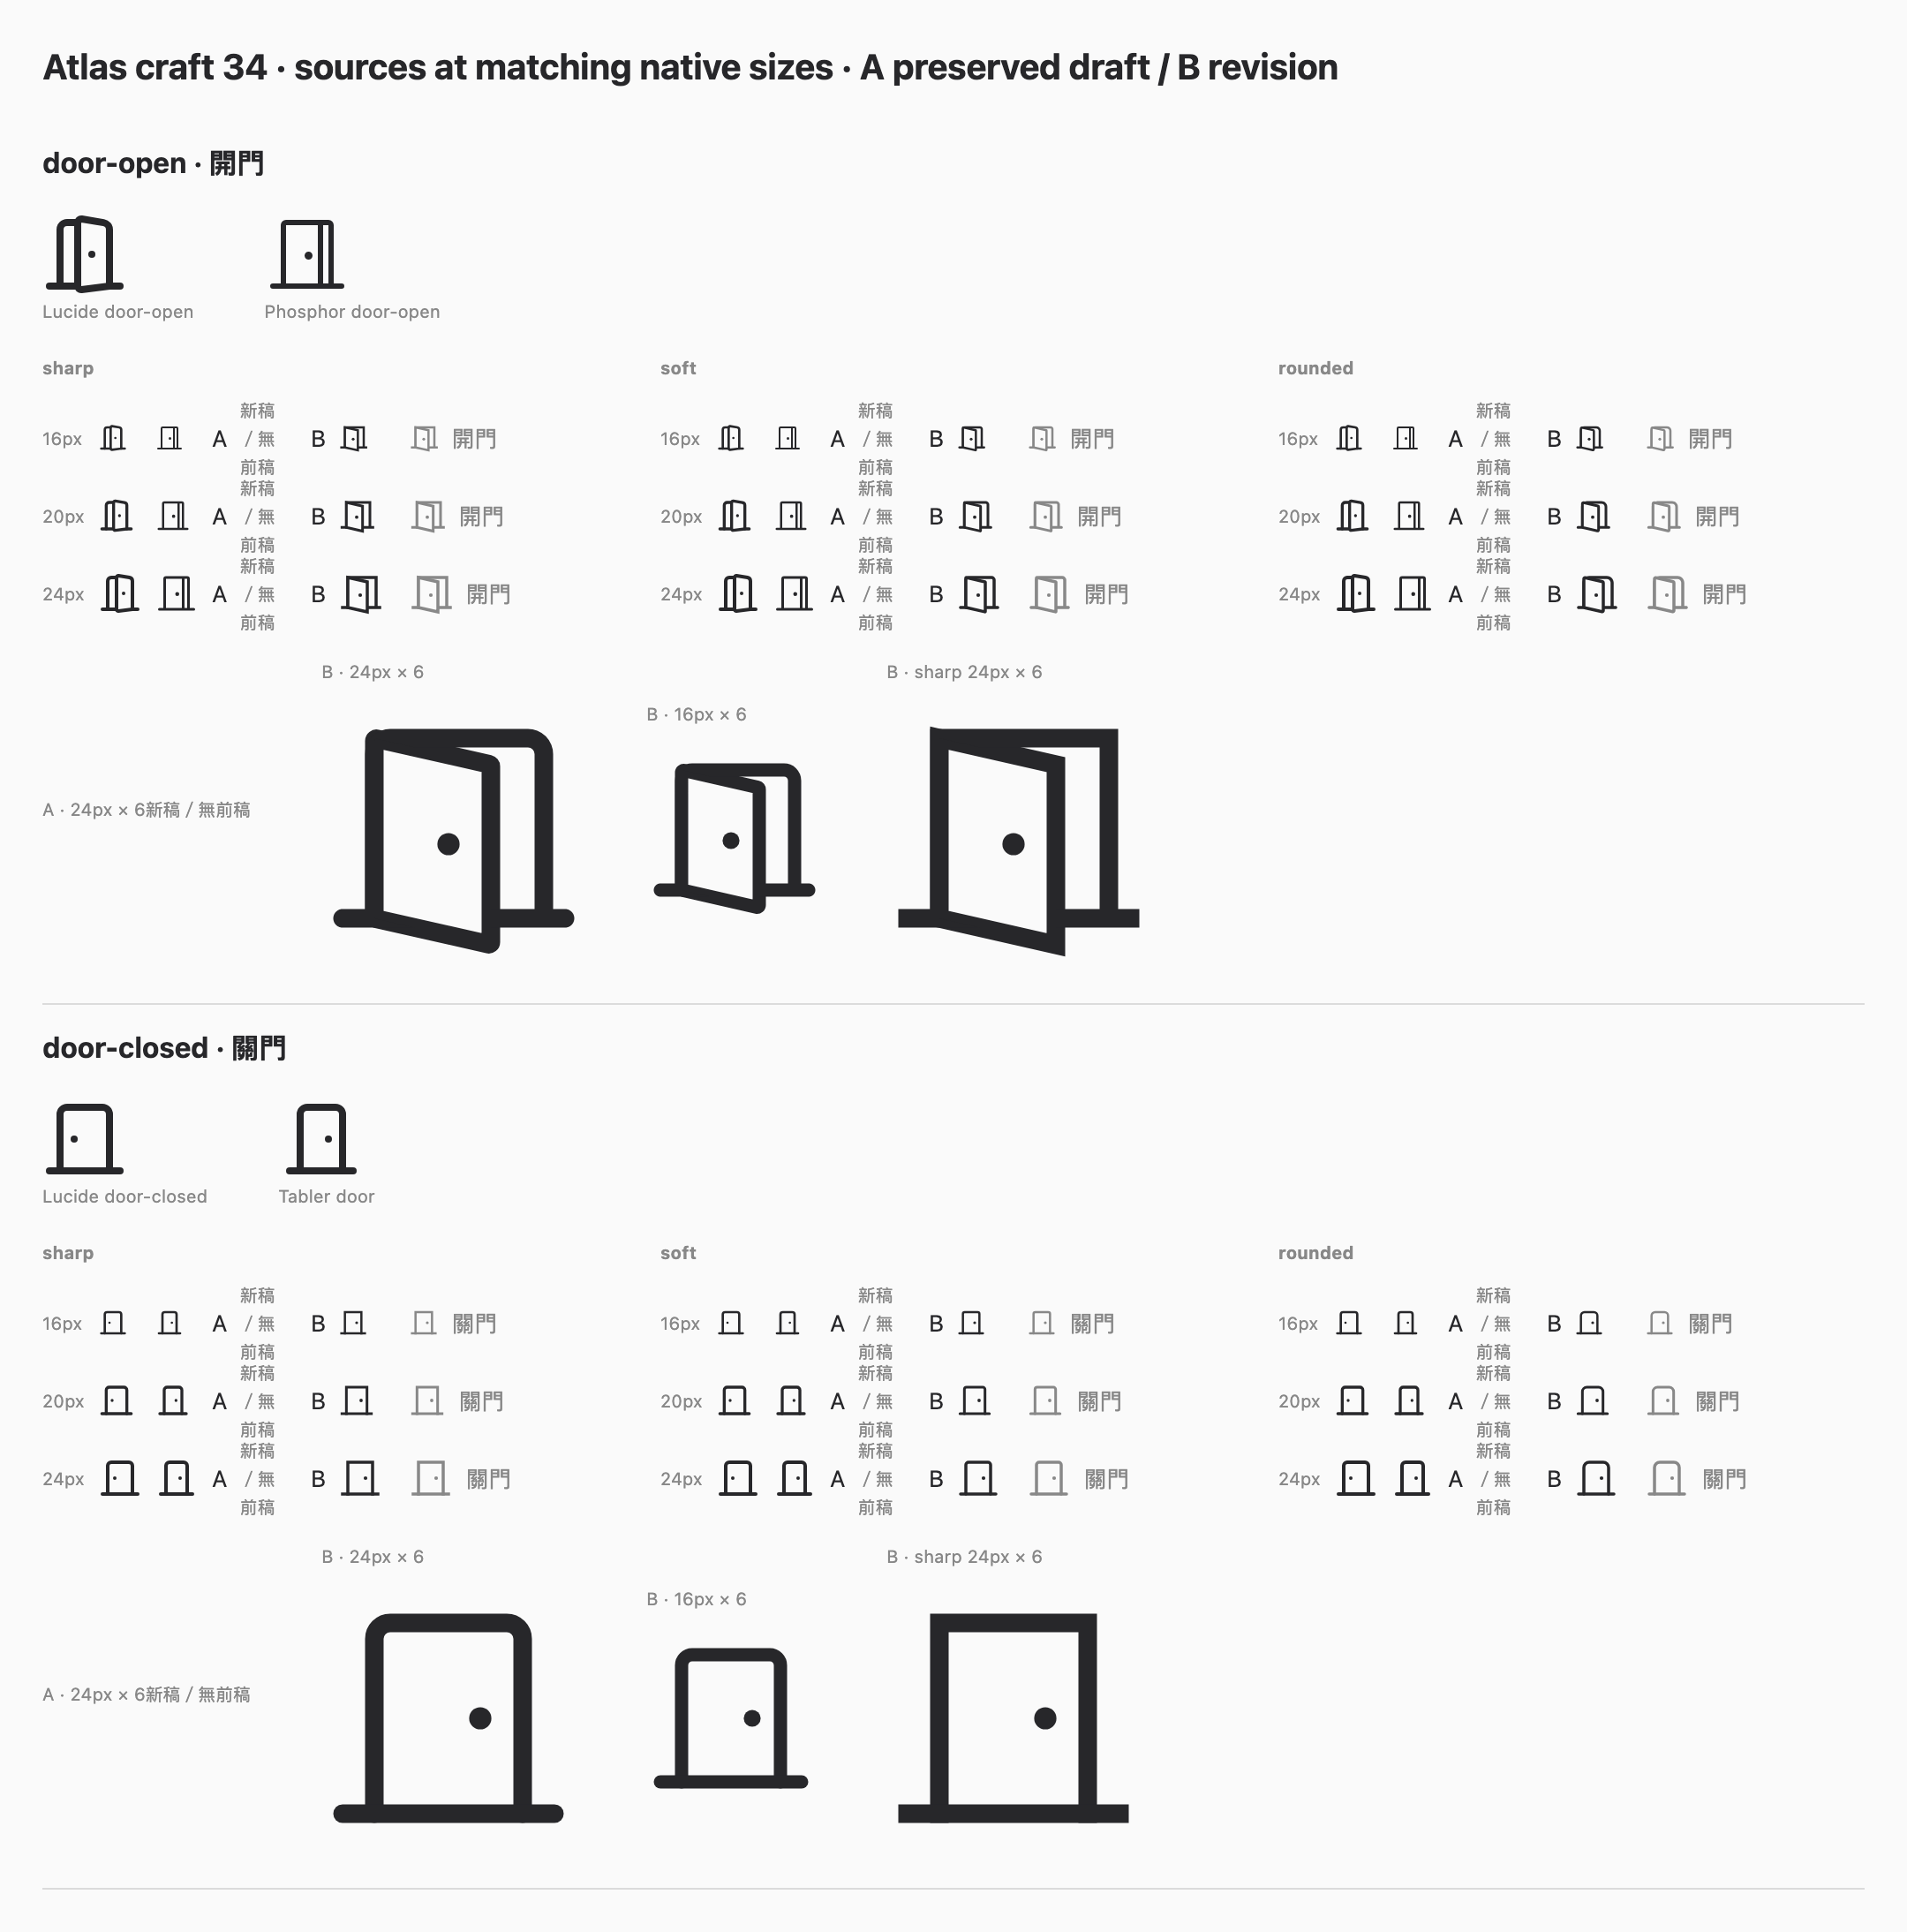 Atlas craft 34 · sources at matching native sizes · A preserved draft / B revision
door-open · 開門
Lucide door-open
Phosphor door-open
sharp
soft
rounded
16px A 新稿 / 無前稿 B 開門
16px A 新稿 / 無前稿 B 開門
16px A 新稿 / 無前稿 B 開門
20px A 新稿 / 無前稿 B 開門
20px A 新稿 / 無前稿 B 開門
20px A 新稿 / 無前稿 B 開門
24px A 新稿 / 無前稿 B 開門
24px A 新稿 / 無前稿 B 開門
24px A 新稿 / 無前稿 B 開門
B · 24px × 6
B · sharp 24px × 6
B · 16px × 6
A · 24px × 6新稿 / 無前稿
door-closed · 關門
Lucide door-closed
Tabler door
sharp
soft
rounded
16px A 新稿 / 無前稿 B 關門
16px A 新稿 / 無前稿 B 關門
16px A 新稿 / 無前稿 B 關門
20px A 新稿 / 無前稿 B 關門
20px A 新稿 / 無前稿 B 關門
20px A 新稿 / 無前稿 B 關門
24px A 新稿 / 無前稿 B 關門
24px A 新稿 / 無前稿 B 關門
24px A 新稿 / 無前稿 B 關門
B · 24px × 6
B · sharp 24px × 6
B · 16px × 6
A · 24px × 6新稿 / 無前稿